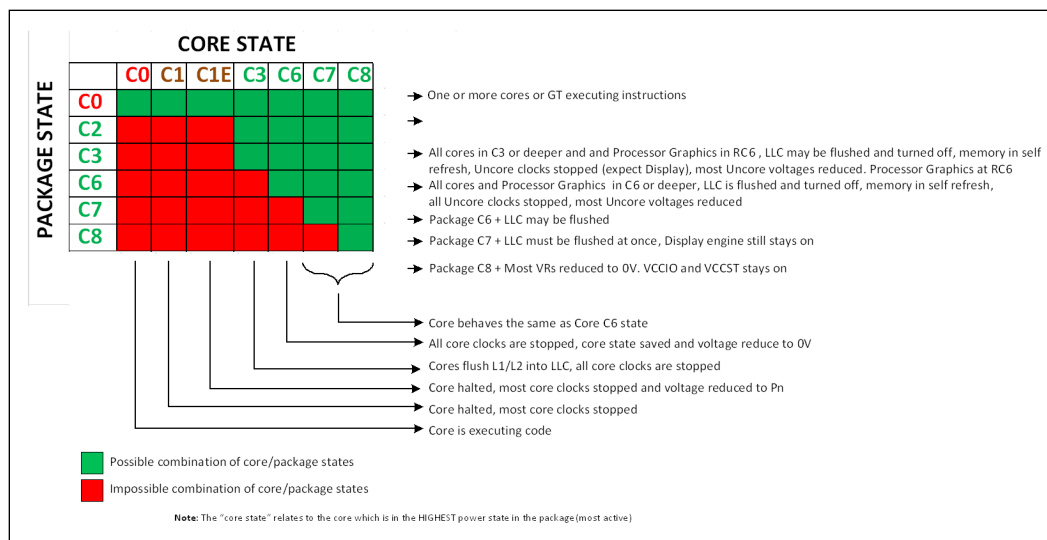 CORE STATE
C0 C1 C1E C3 C6 C7 C8
PACKAGE STATE
C0
C2
C3
C6
C7
C8
One or more cores or GT executing instructions
All cores in C3 or deeper and and Processor Graphics in RC6 , LLC may be flushed and turned off, memory in self
refresh, Uncore clocks stopped (expect Display), most Uncore voltages reduced. Processor Graphics at RC6
All cores and Processor Graphics in C6 or deeper, LLC is flushed and turned off, memory in self refresh,
all Uncore clocks stopped, most Uncore voltages reduced
Package C6 + LLC may be flushed
Package C7 + LLC must be flushed at once, Display engine still stays on
Package C8 + Most VRs reduced to 0V. VCCIO and VCCST stays on
Core behaves the same as Core C6 state
All core clocks are stopped, core state saved and voltage reduce to 0V
Cores flush L1/L2 into LLC, all core clocks are stopped
Core halted, most core clocks stopped and voltage reduced to Pn
Core halted, most core clocks stopped
Core is executing code
Possible combination of core/package states
Impossible combination of core/package states
Note: The "core state" relates to the core which is in the HIGHEST power state in the package(most active)